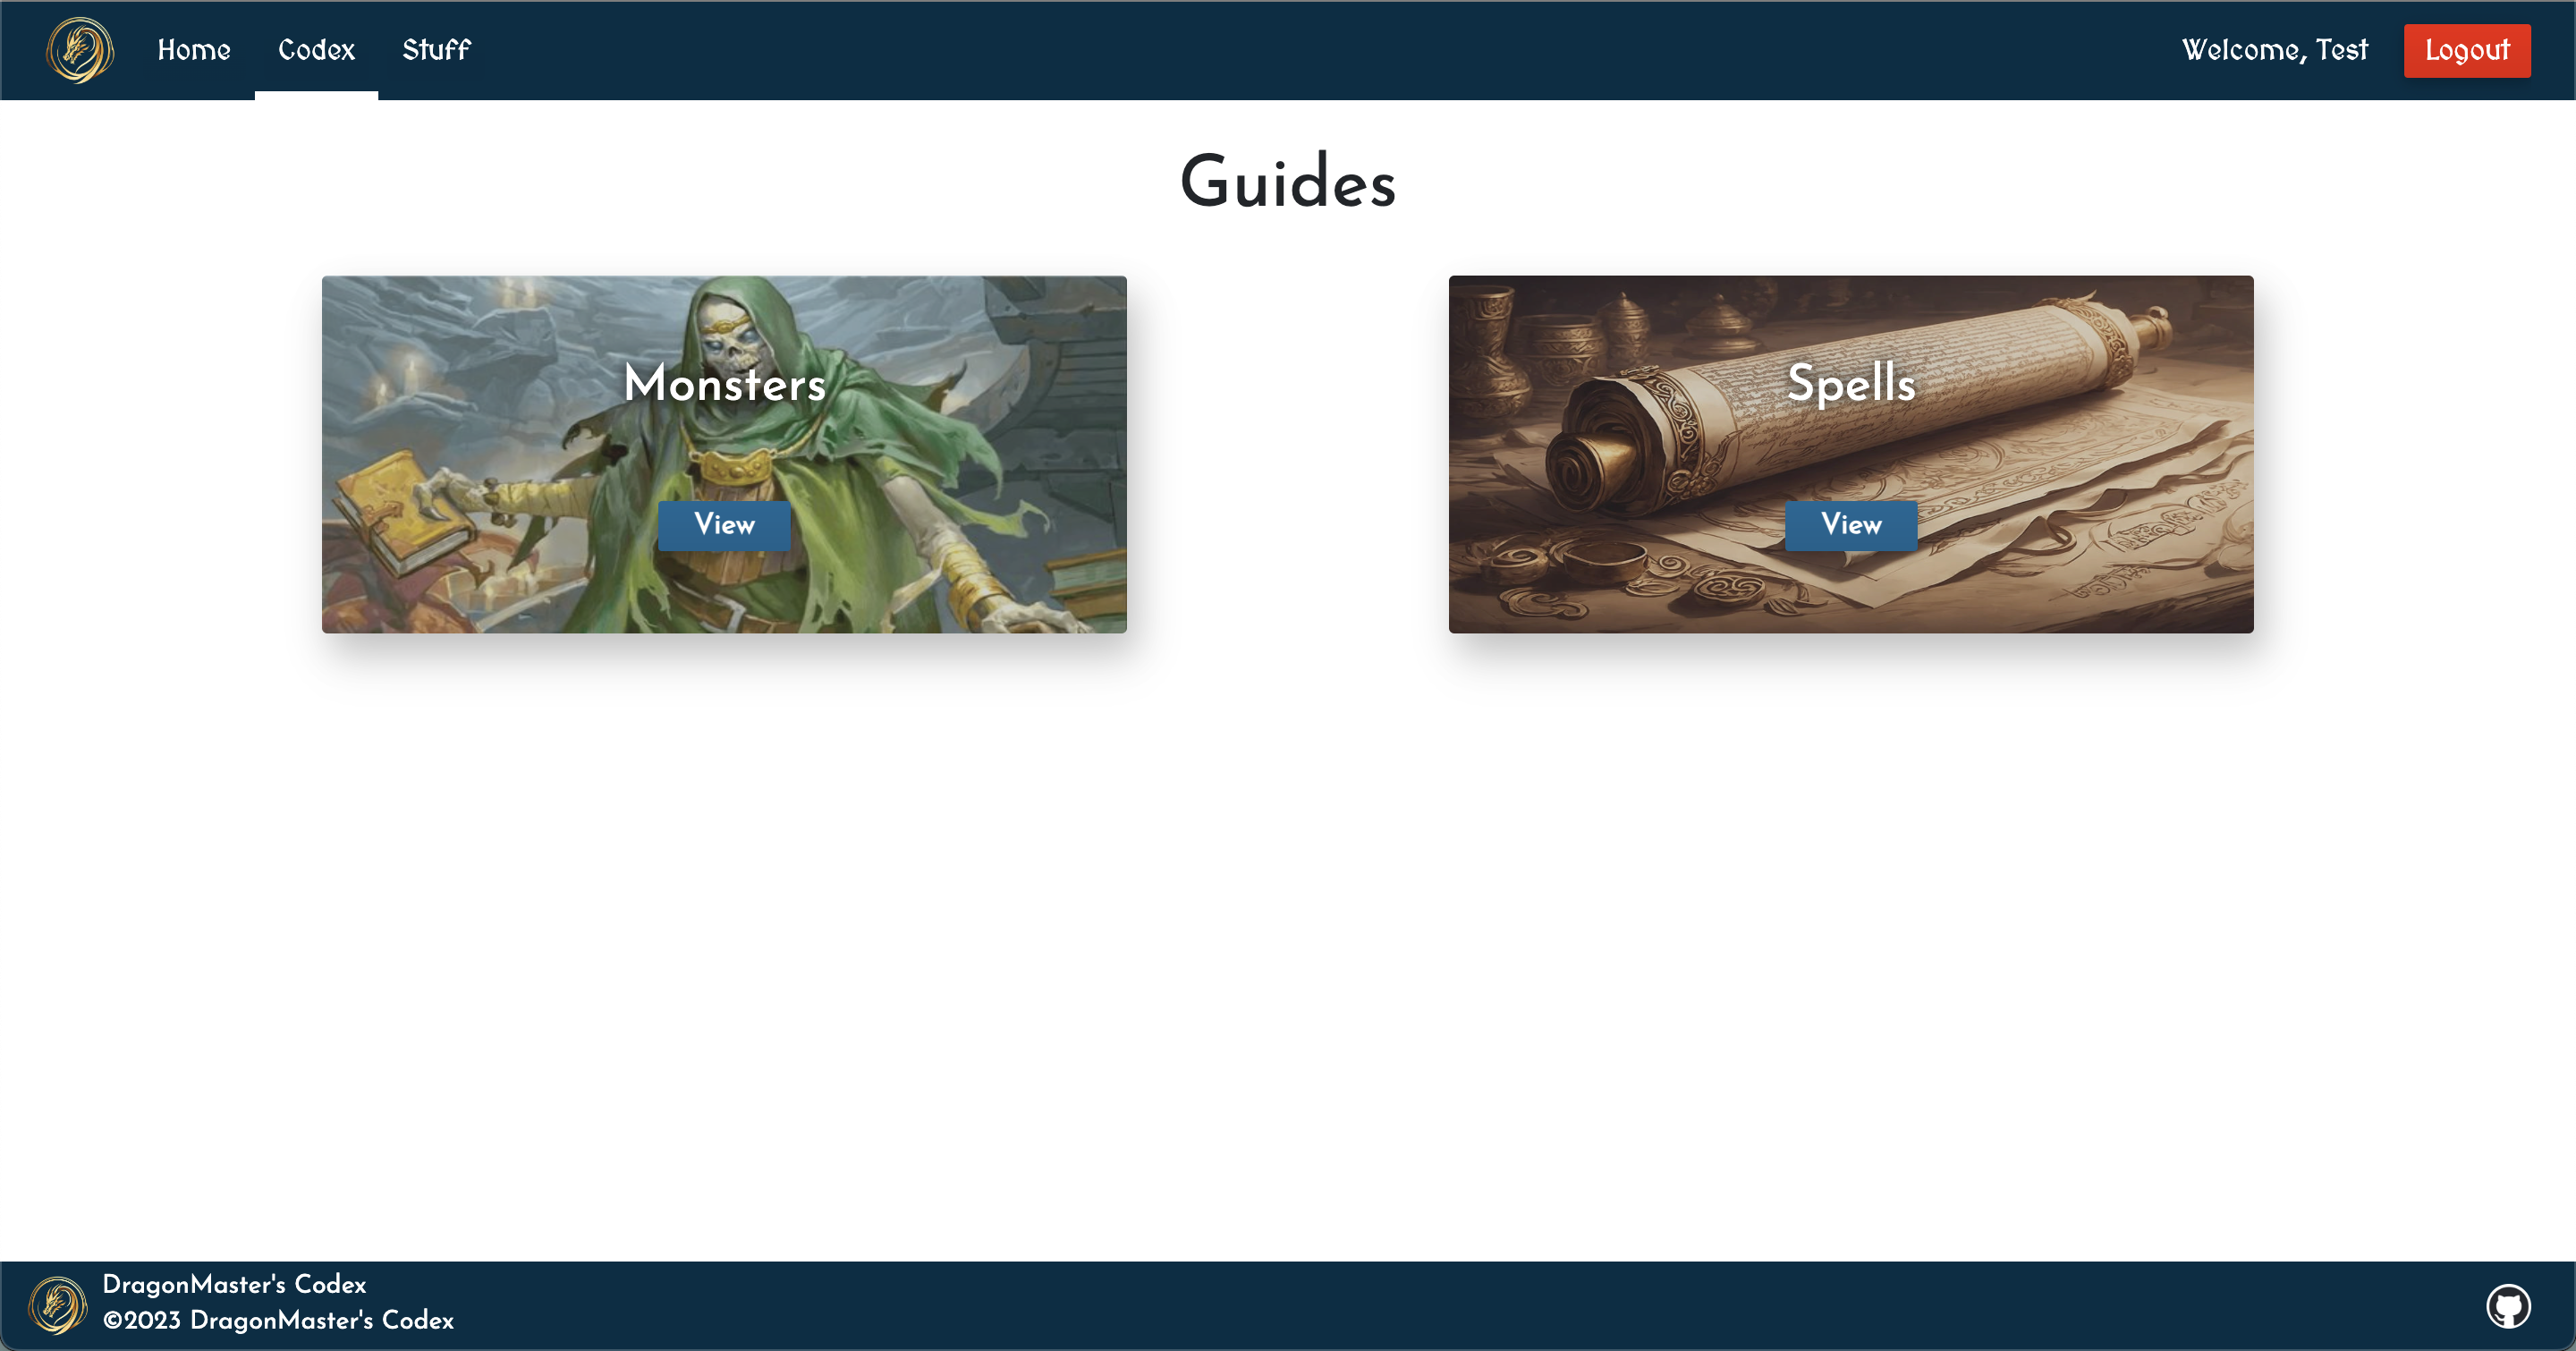 Home Codex Stuff Welcome, Test Logout
Guides
Monsters
View
Spells
View
DragonMaster's Codex
©2023 DragonMaster's Codex